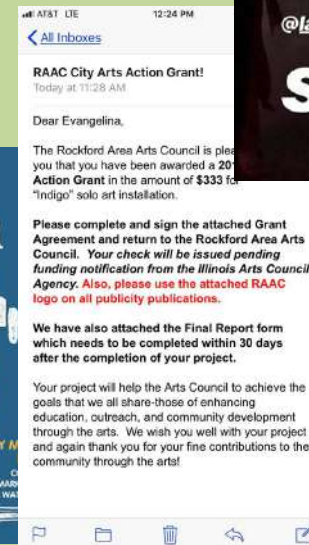 AT&T LTE 12:24 PM
All Inboxes
RAAC City Arts Action Grant!
Today at 11:28 AM
Dear Evangelina,
The Rockford Area Arts Council is
you that you have been awarded a
Action Grant in the amount of $333
"Indigo" solo art installation.
Please complete and sign the attached Grant
Agreement and return to the Rockford Area Arts
Council. Your check will be issued pending
funding notification from the Illinois Arts Council
Agency. Also, please use the attached RAAC
logo on all publicity publications.
We have also attached the Final Report form
which needs to be completed within 30 days
after the completion of your project.
Your project will help the Arts Council to achieve the
goals that we all share-those of enhancing
education, outreach, and community development
through the arts. We wish you well with your project
and again thank you for your fine contributions to the
community through the arts!